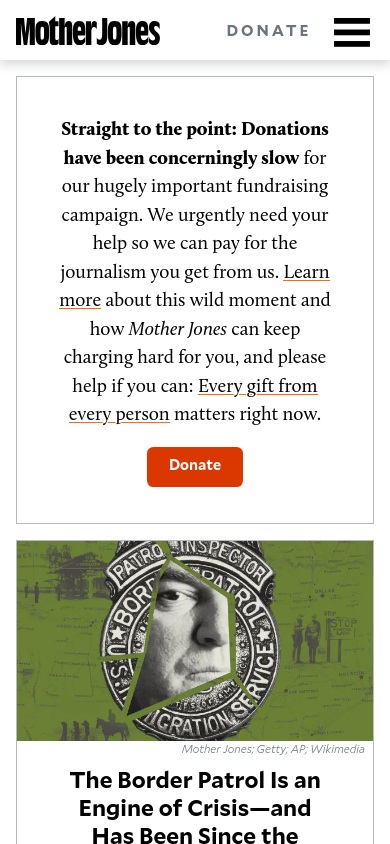 Mother Jones
DONATE
Straight to the point: Donations
have been concerningly slow for
our hugely important fundraising
campaign. We urgently need your
help so we can pay for the
journalism you get from us. Learn
more about this wild moment and
how Mother Jones can keep
charging hard for you, and please
help if you can: Every gift from
every person matters right now.
Donate
PATROL INSPECTOR
BORDER PATROL
U.S. IMMIGRATION SERVICE
STOP
Mother Jones; Getty; AP; Wikimedia
The Border Patrol Is an
Engine of Crisis—and
Has Been Since the